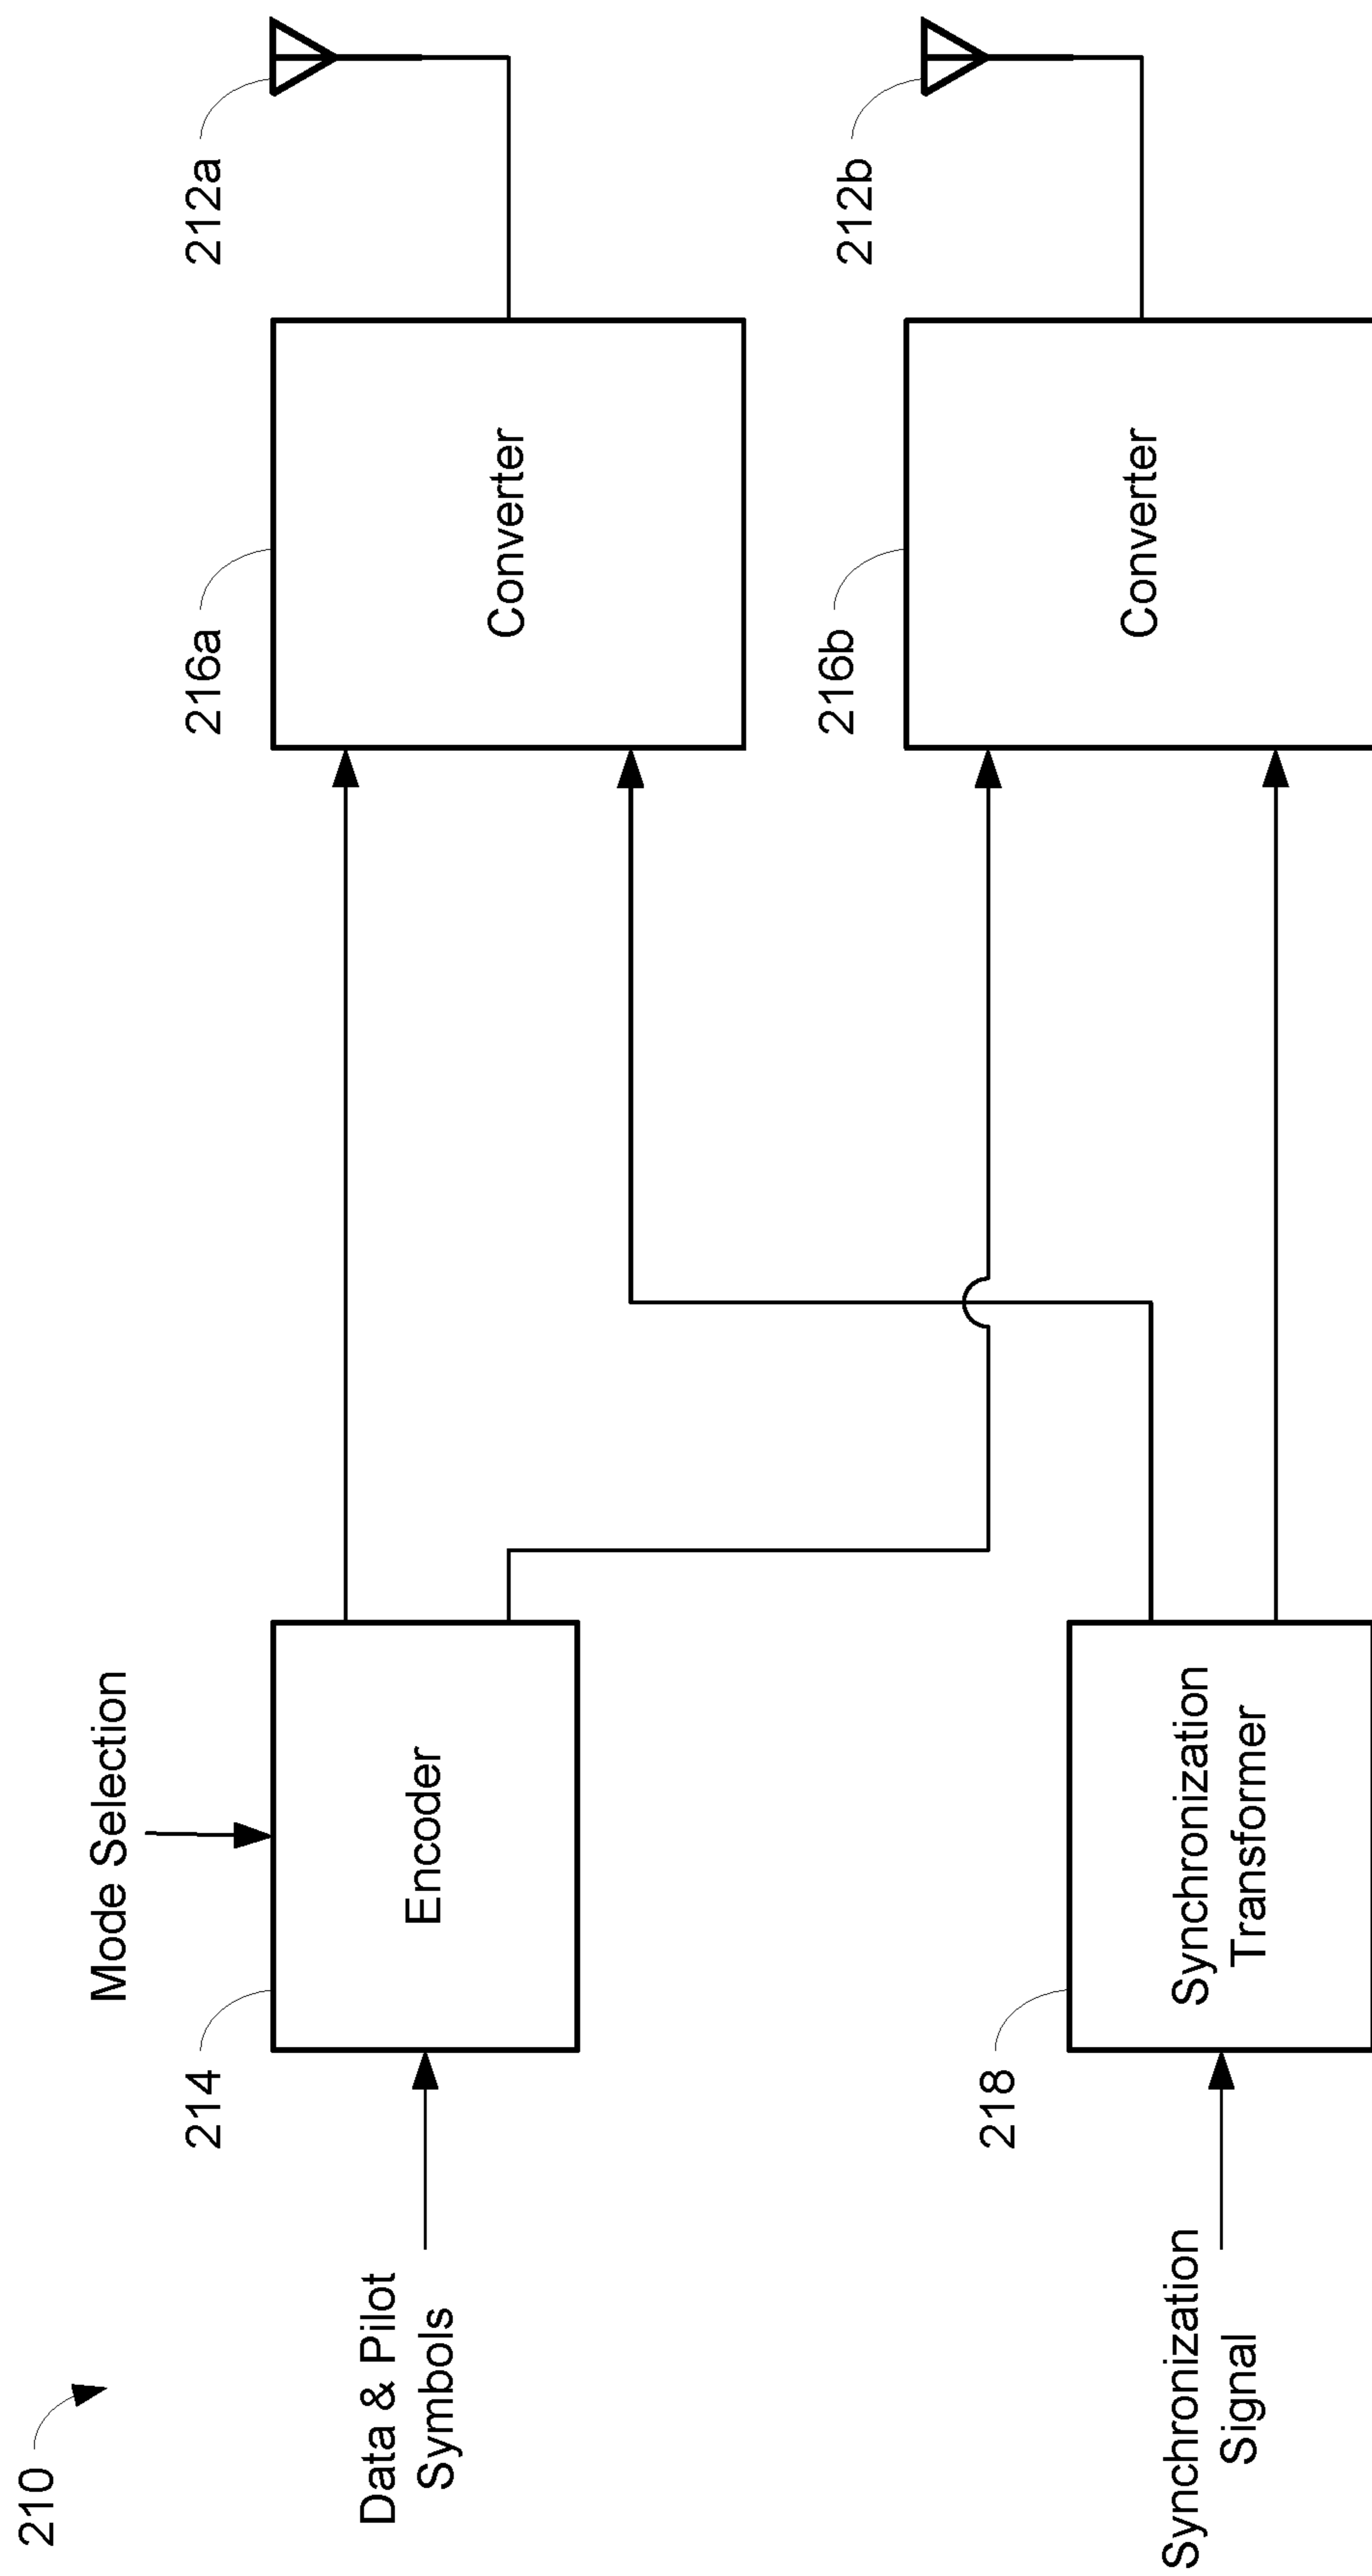 210
Mode Selection
214
216a
212a
Data & Pilot
Symbols
Encoder
Converter
216b
212b
218
Converter
Synchronization
Signal
Synchronization
Transformer